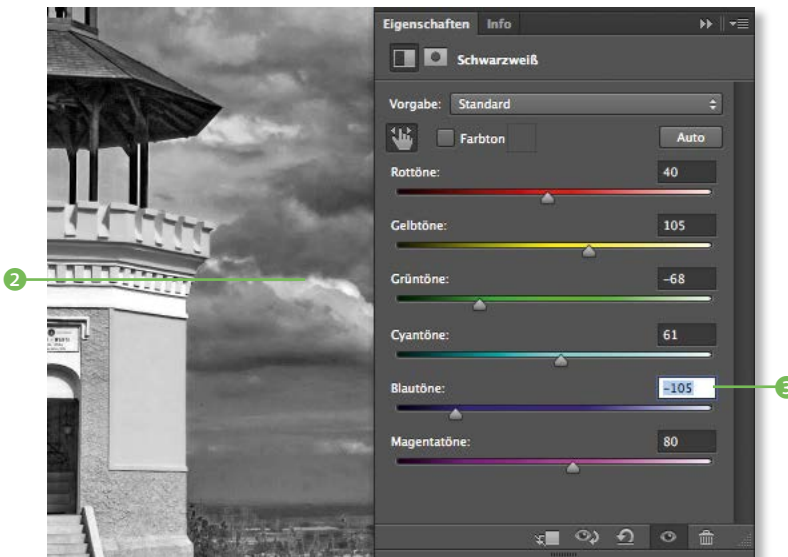 Eigenschaften Info
Schwarzweiß
Vorgabe: Standard
Farbton Auto
Rottöne: 40
Gelbtöne: 105
2
Grüntöne: -68
Cyantöne: 61
Blautöne: -105
3
Magentatöne: 80